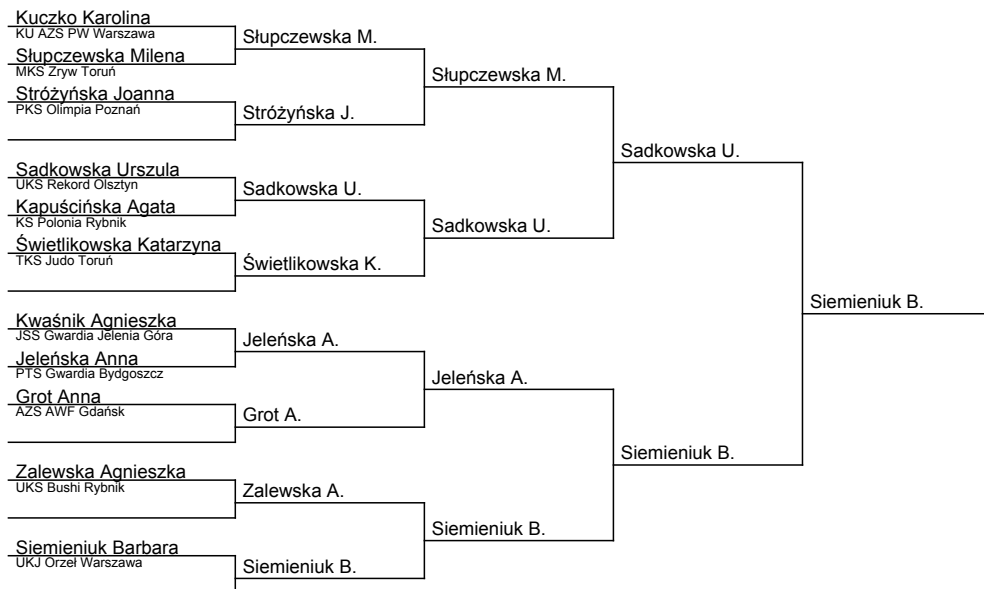 Kuczko Karolina
KU AZS PW Warszawa
Słupczewska Milena
MKS Zryw Toruń
Stróżyńska Joanna
PKS Olimpia Poznań
Sadkowska Urszula
UKS Rekord Olsztyn
Kapuścińska Agata
KS Polonia Rybnik
Świetlikowska Katarzyna
TKS Judo Toruń
Kwaśnik Agnieszka
JSS Gwardia Jelenia Góra
Jeleńska Anna
PTS Gwardia Bydgoszcz
Grot Anna
AZS AWF Gdańsk
Zalewska Agnieszka
UKS Bushi Rybnik
Siemieniuk Barbara
UKJ Orzeł Warszawa
Słupczewska M.
Stróżyńska J.
Sadkowska U.
Świetlikowska K.
Jeleńska A.
Grot A.
Zalewska A.
Siemieniuk B.
Słupczewska M.
Sadkowska U.
Jeleńska A.
Siemieniuk B.
Sadkowska U.
Siemieniuk B.
Siemieniuk B.